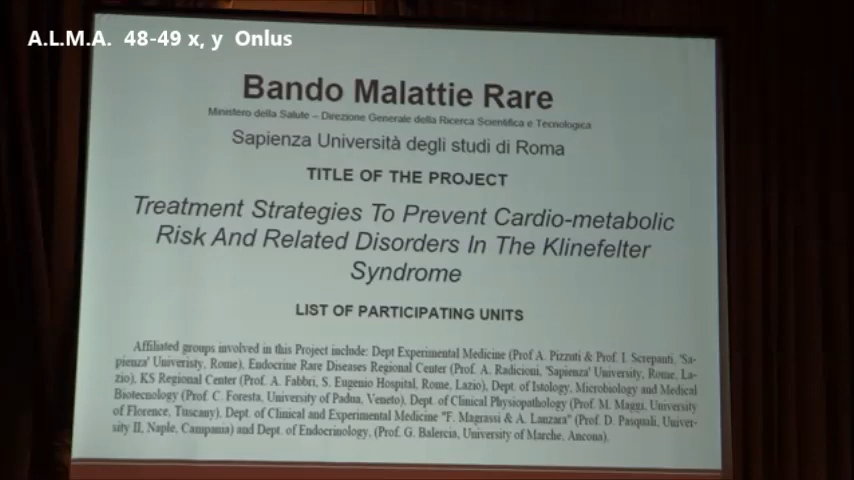 A.L.M.A. 48-49 x, y Onlus
Bando Malattie Rare
Ministero della Salute – Direzione Generale della Ricerca Scientifica e Tecnologica
Sapienza Università degli studi di Roma
TITLE OF THE PROJECT
Treatment Strategies To Prevent Cardio-metabolic
Risk And Related Disorders In The Klinefelter
Syndrome
LIST OF PARTICIPATING UNITS
Affiliated groups involved in this Project include: Dept Experimental Medicine (Prof A. Pizzuti & Prof. I. Screpanti, 'Sa-
pienza' Univeristy, Rome), Endocrine Rare Diseases Regional Center (Prof. A. Radicioni, 'Sapienza' University, Rome, La-
zio), KS Regional Center (Prof. A. Fabbri, S. Eugenio Hospital, Rome, Lazio), Dept. of Istology, Microbiology and Medical
Biotecnology (Prof. C. Foresta, University of Padua, Veneto), Dept. of Clinical Physiopathology (Prof. M. Maggi, University
of Florence, Tuscany), Dept. of Clinical and Experimental Medicine "F. Magrassi & A. Lanzara" (Prof. D. Pasquali, Univer-
sity II, Naple, Campania) and Dept. of Endocrinology, (Prof. G. Balercia, University of Marche, Ancona).